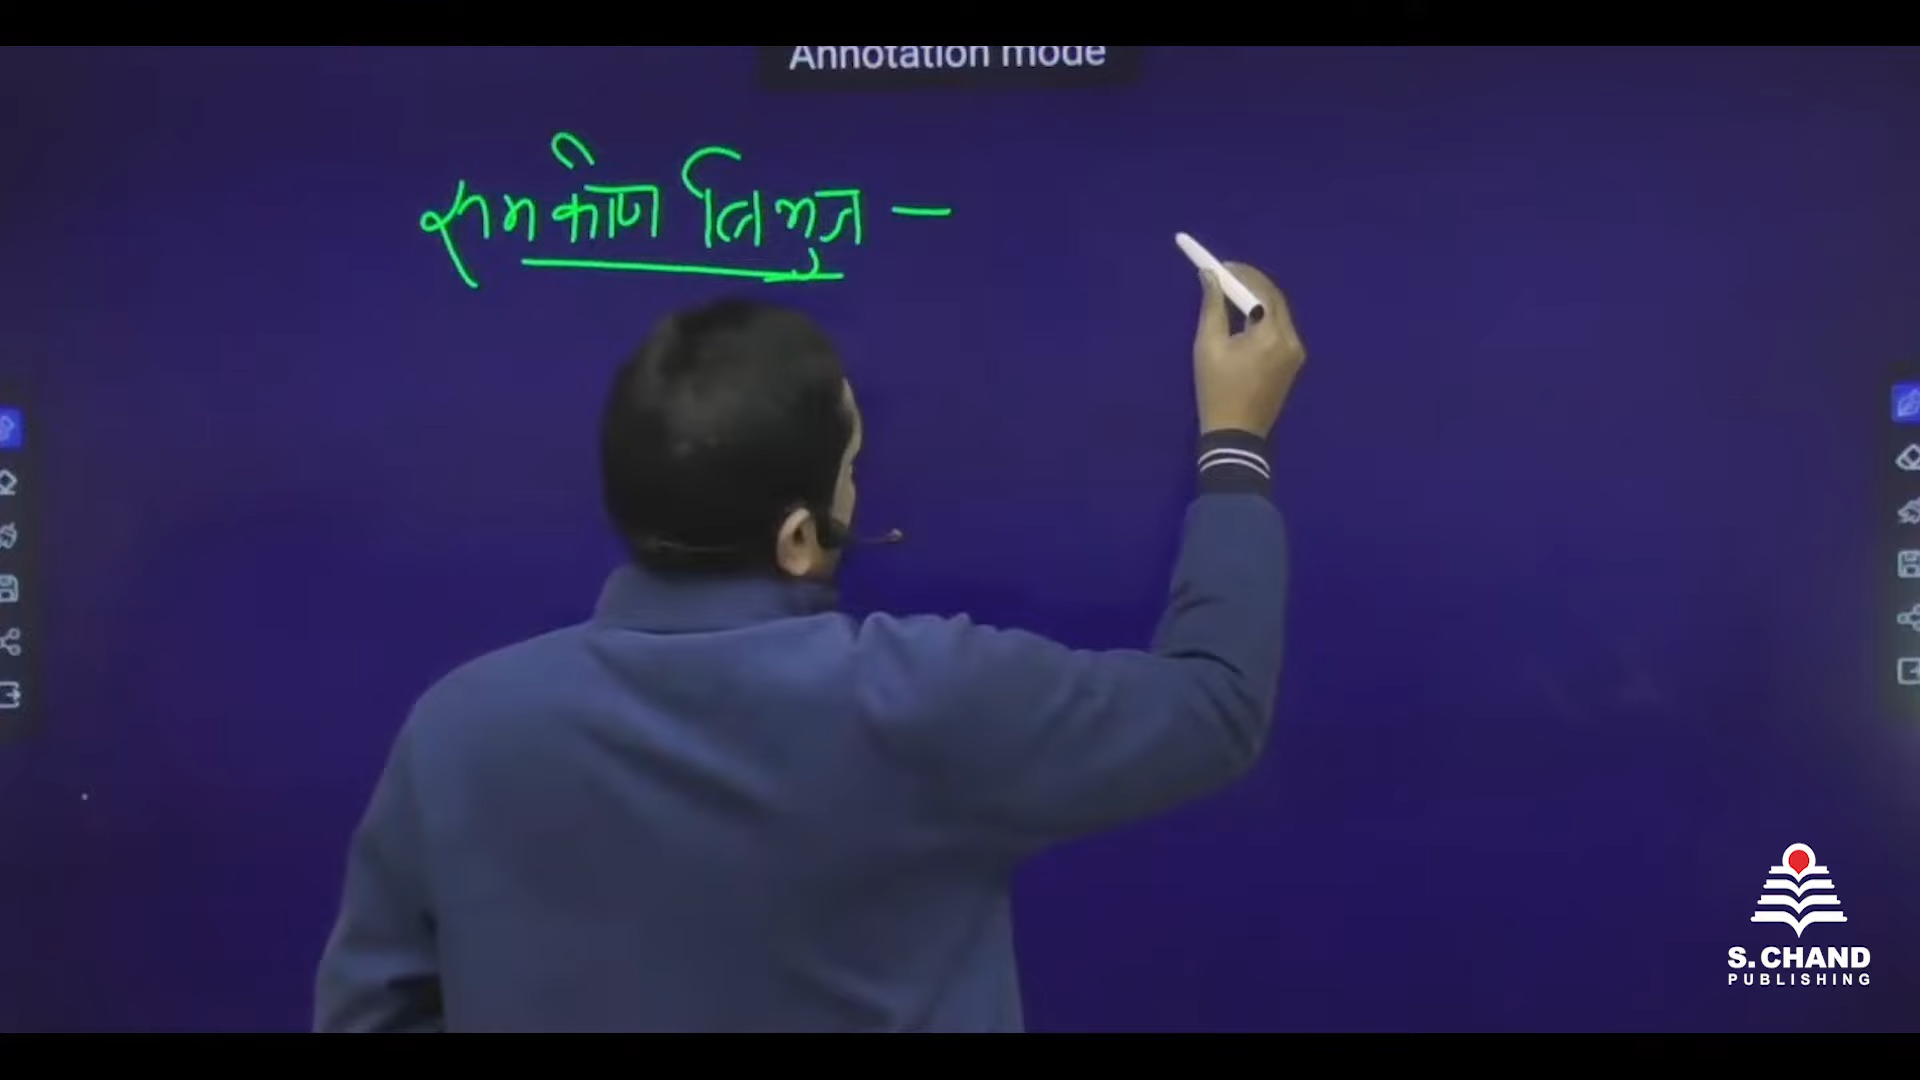 Annotation mode
समकोण त्रिभुज —
S. CHAND
PUBLISHING